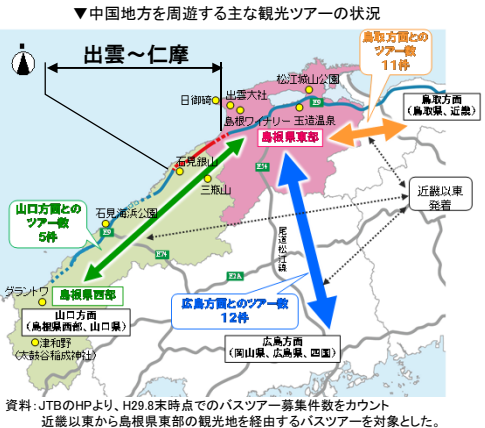 ▼中国地方を周遊する主な観光ツアーの状況
出雲～仁摩
鳥取方面との
ツアー数
11件
松江城山公園
日御碕
出雲大社
島根ワイナリー
玉造温泉
E9
鳥取方面
(鳥取県、近畿)
島根県東部
石見銀山
三瓶山
E54
近畿以東
発着
山口方面との
ツアー数
5件
石見海浜公園
E9
E74
尾道松江線
E2A
グラントワ
島根県西部
広島方面とのツアー数
12件
山口方面
(島根県西部、山口県)
津和野
(太鼓谷稲成神社)
広島方面
(岡山県、広島県、四国)
資料：JTBのHPより、H29.8末時点でのバスツアー募集件数をカウント
近畿以東から島根県東部の観光地を経由するバスツアーを対象とした。